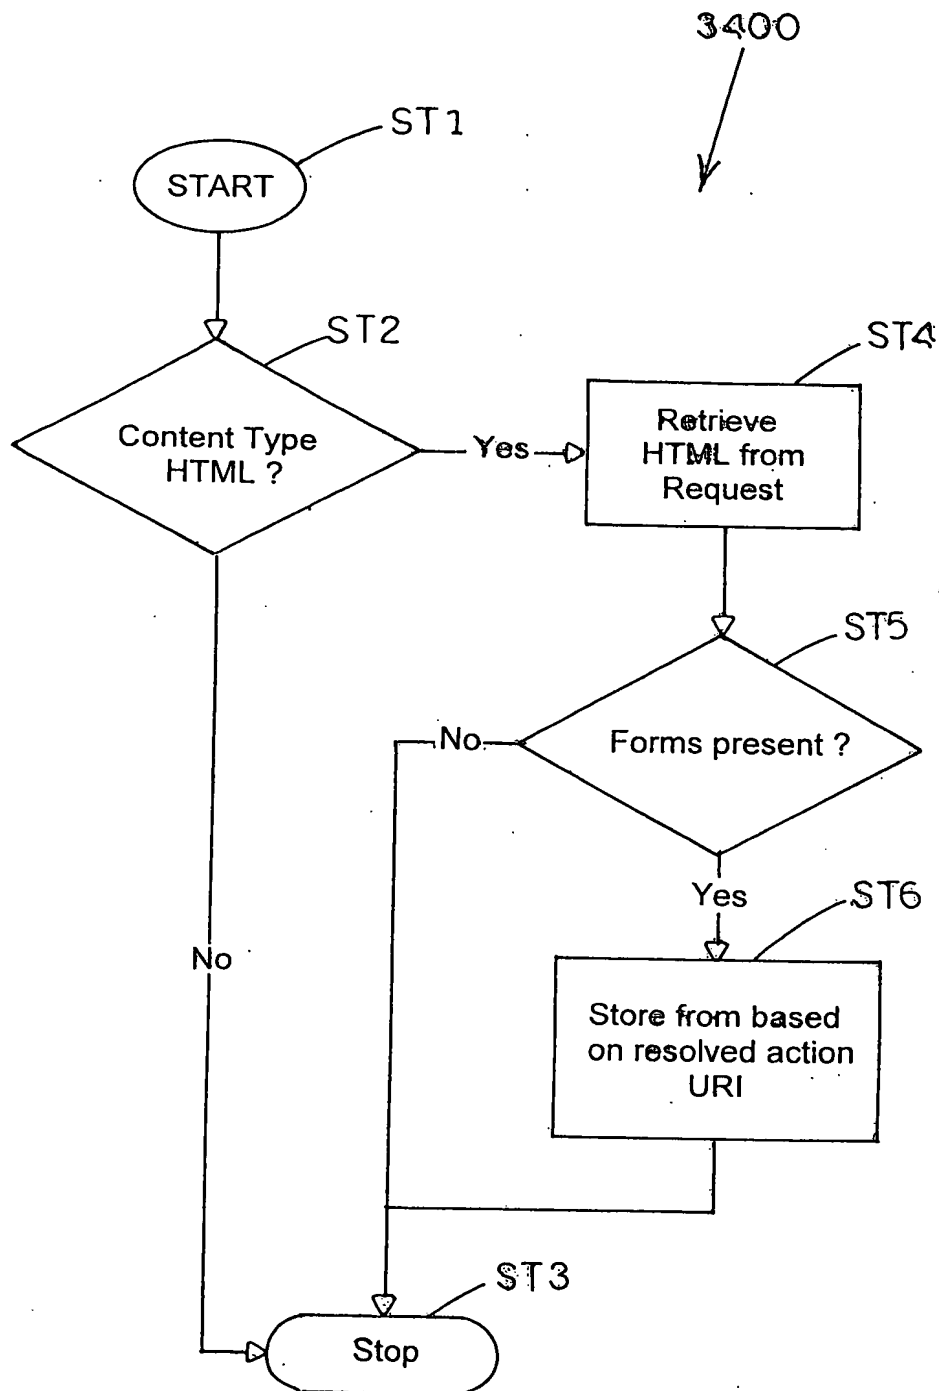 3400
ST1
START
ST2
Content Type
HTML ?
Yes
ST4
Retrieve
HTML from
Request
ST5
Forms present ?
No
Yes
ST6
Store from based
on resolved action
URI
No
ST3
Stop